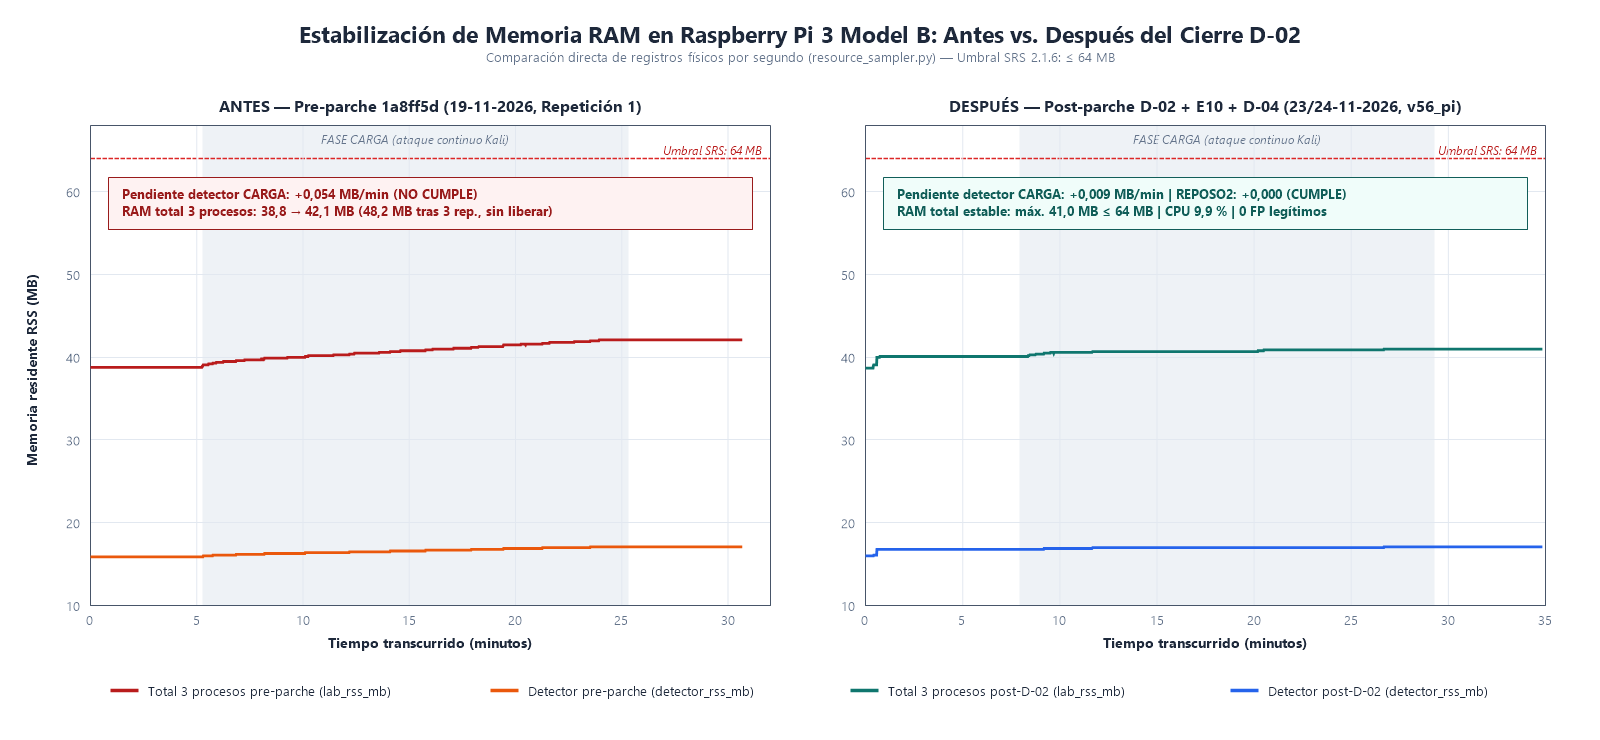 Estabilización de Memoria RAM en Raspberry Pi 3 Model B: Antes vs. Después del Cierre D-02
Comparación directa de registros físicos por segundo (resource_sampler.py) — Umbral SRS 2.1.6: ≤ 64 MB
ANTES — Pre-parche 1a8ff5d (19-11-2026, Repetición 1)
FASE CARGA (ataque continuo Kali)
Umbral SRS: 64 MB
Pendiente detector CARGA: +0,054 MB/min (NO CUMPLE)
RAM total 3 procesos: 38,8 → 42,1 MB (48,2 MB tras 3 rep., sin liberar)
Memoria residente RSS (MB)
60
50
40
30
20
10
0
5
10
15
20
25
30
Tiempo transcurrido (minutos)
DESPUÉS — Post-parche D-02 + E10 + D-04 (23/24-11-2026, v56_pi)
FASE CARGA (ataque continuo Kali)
Umbral SRS: 64 MB
Pendiente detector CARGA: +0,009 MB/min | REPOSO2: +0,000 (CUMPLE)
RAM total estable: máx. 41,0 MB ≤ 64 MB | CPU 9,9 % | 0 FP legítimos
60
50
40
30
20
10
0
5
10
15
20
25
30
35
Tiempo transcurrido (minutos)
Total 3 procesos pre-parche (lab_rss_mb)
Detector pre-parche (detector_rss_mb)
Total 3 procesos post-D-02 (lab_rss_mb)
Detector post-D-02 (detector_rss_mb)